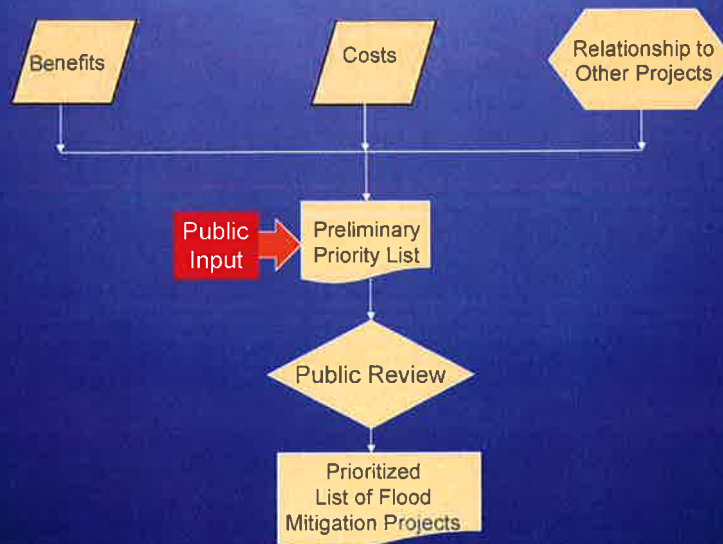 Benefits
Costs
Relationship to
Other Projects
Public
Input
Preliminary
Priority List
Public Review
Prioritized
List of Flood
Mitigation Projects